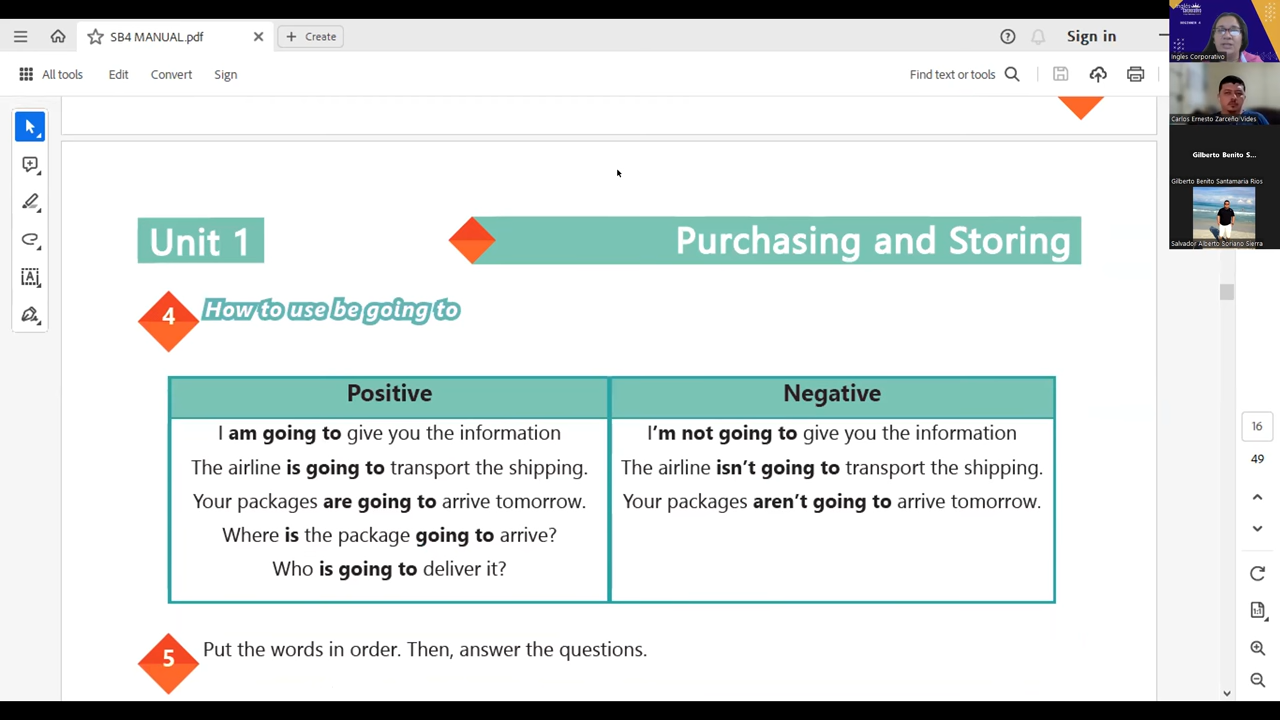 SB4 MANUAL.pdf
Create
Sign in
All tools
Edit
Convert
Sign
Find text or tools
Ingles Corporativo
Carlos Ernesto Zarceño Vides
Gilberto Benito S...
Gilberto Benito Santamaria Rios
Salvador Alberto Soriano Sierra
Unit 1
Purchasing and Storing
4
How to use be going to
Positive
Negative
I am going to give you the information
I'm not going to give you the information
The airline is going to transport the shipping.
The airline isn't going to transport the shipping.
Your packages are going to arrive tomorrow.
Your packages aren't going to arrive tomorrow.
Where is the package going to arrive?
Who is going to deliver it?
5
Put the words in order. Then, answer the questions.
16
49